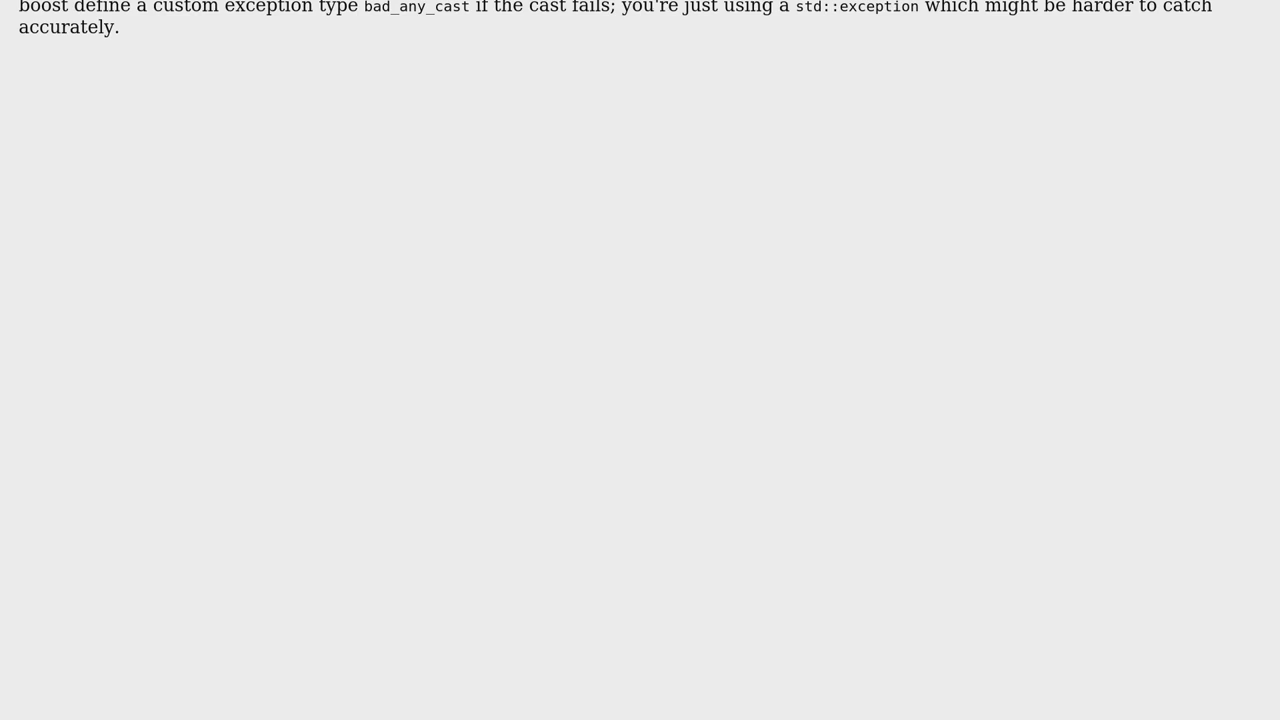 boost define a custom exception type bad_any_cast if the cast fails; you're just using a std::exception which might be harder to catch
accurately.